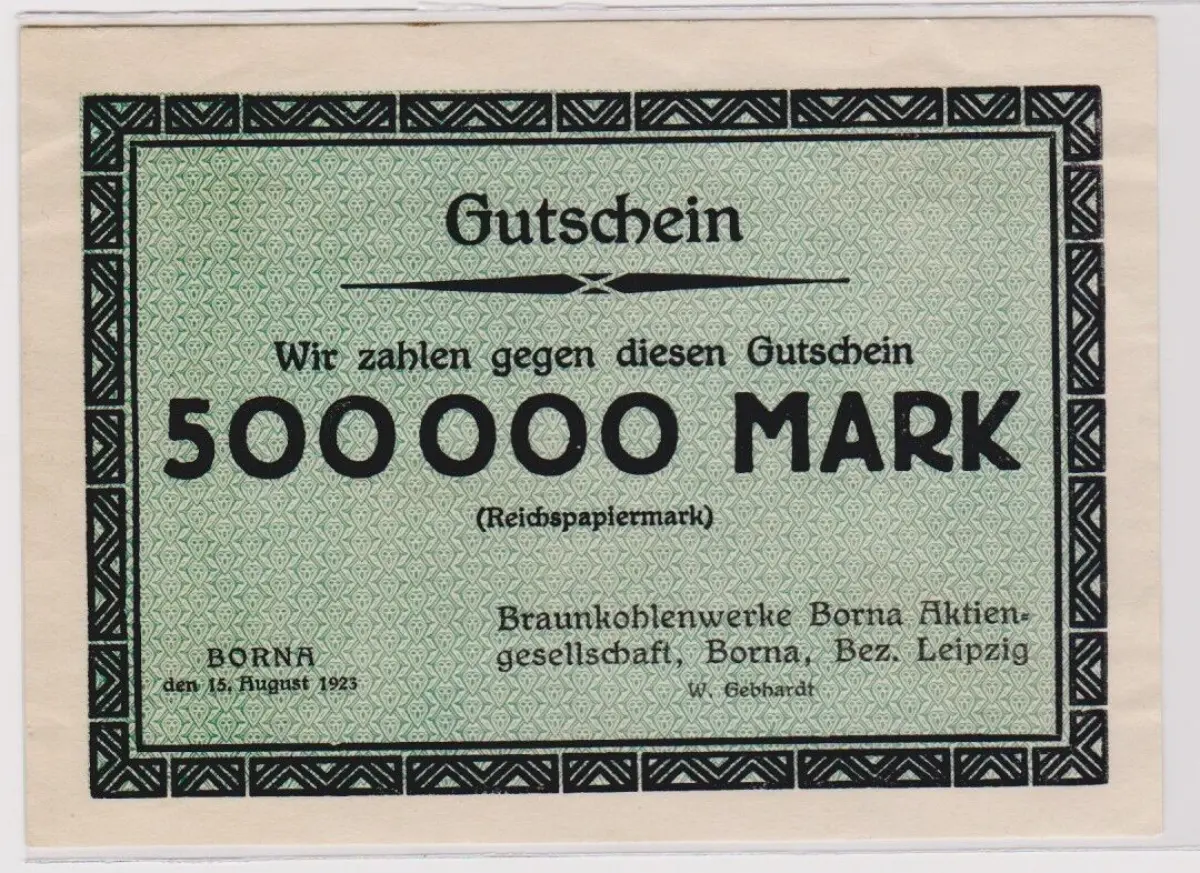 Gutschein
Wir zahlen gegen diesen Gutschein
500000 MARK
(Reichspapiermark)
Braunkohlenwerke Borna Aktien-
gesellschaft, Borna, Bez. Leipzig
W. Gebhardt
BORNA
den 15. August 1923